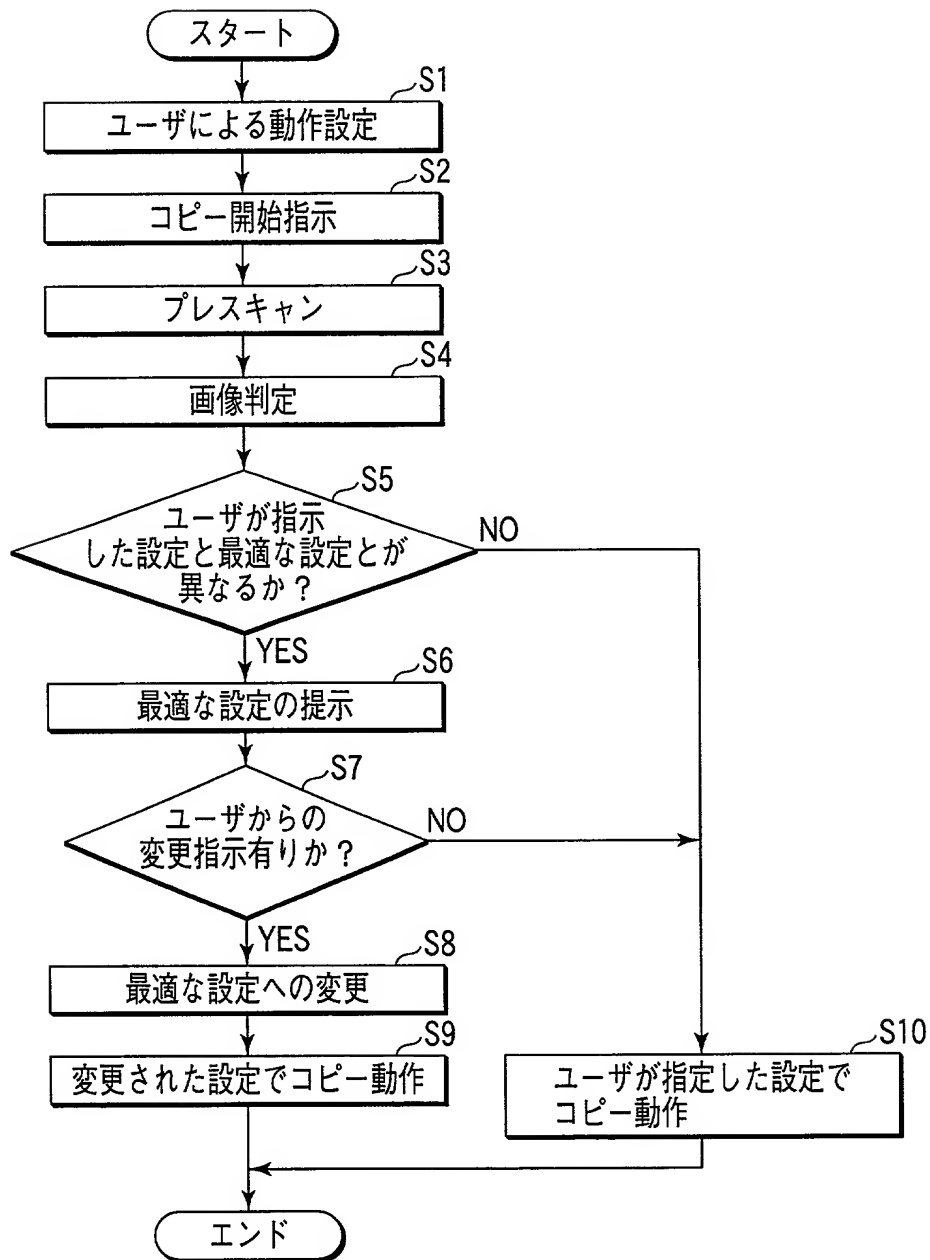 スタート
S1
ユーザによる動作設定
S2
コピー開始指示
S3
プレスキャン
S4
画像判定
S5
ユーザが指示
した設定と最適な設定とが
異なるか？
NO
YES
S6
最適な設定の提示
S7
ユーザからの
変更指示有りか？
NO
YES
S8
最適な設定への変更
S9
変更された設定でコピー動作
S10
ユーザが指定した設定で
コピー動作
エンド